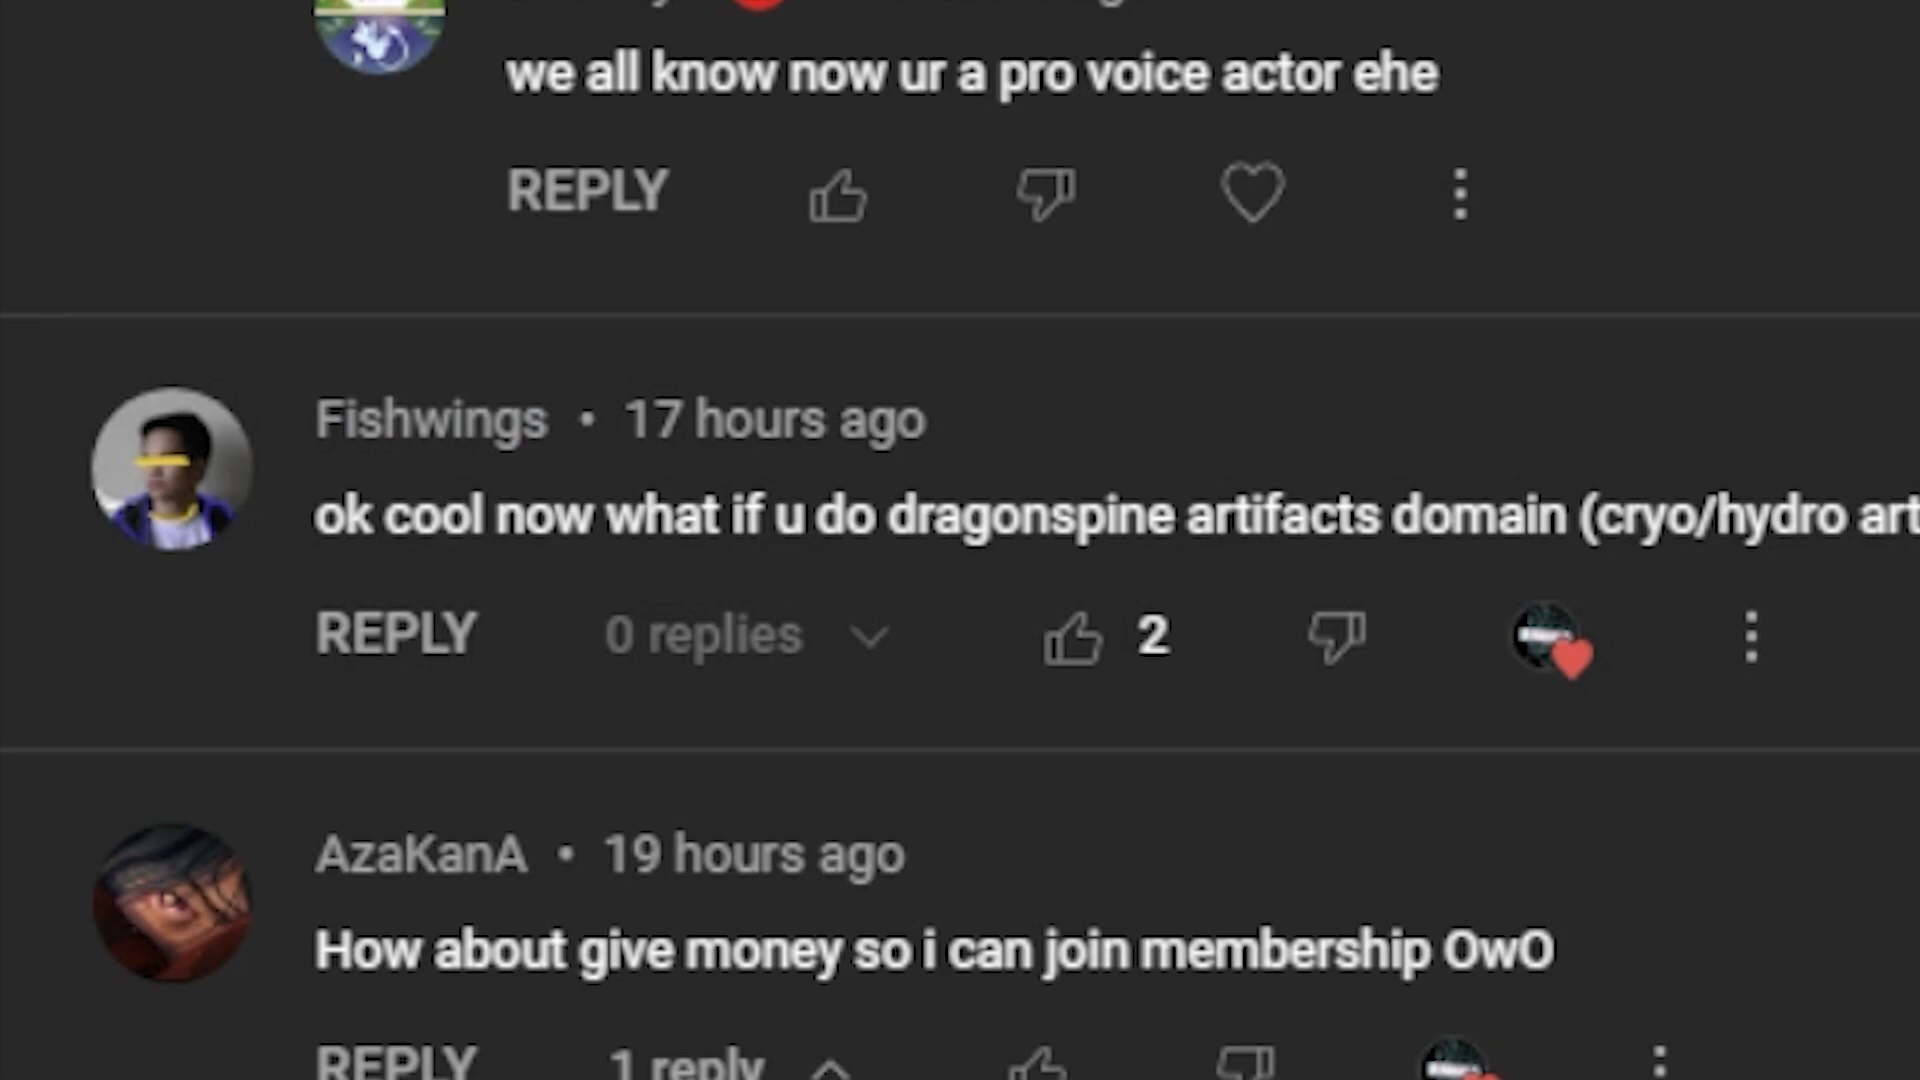 we all know now ur a pro voice actor ehe
REPLY
Fishwings • 17 hours ago
ok cool now what if u do dragonspine artifacts domain (cryo/hydro art
REPLY 0 replies 2
AzaKanA • 19 hours ago
How about give money so i can join membership OwO
REPLY 1 reply